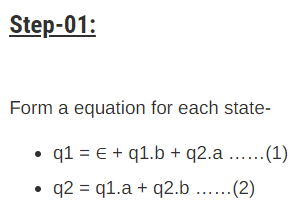 Step-01:
Form a equation for each state-
• q1 = ∈ + q1.b + q2.a ……(1)
• q2 = q1.a + q2.b ……(2)